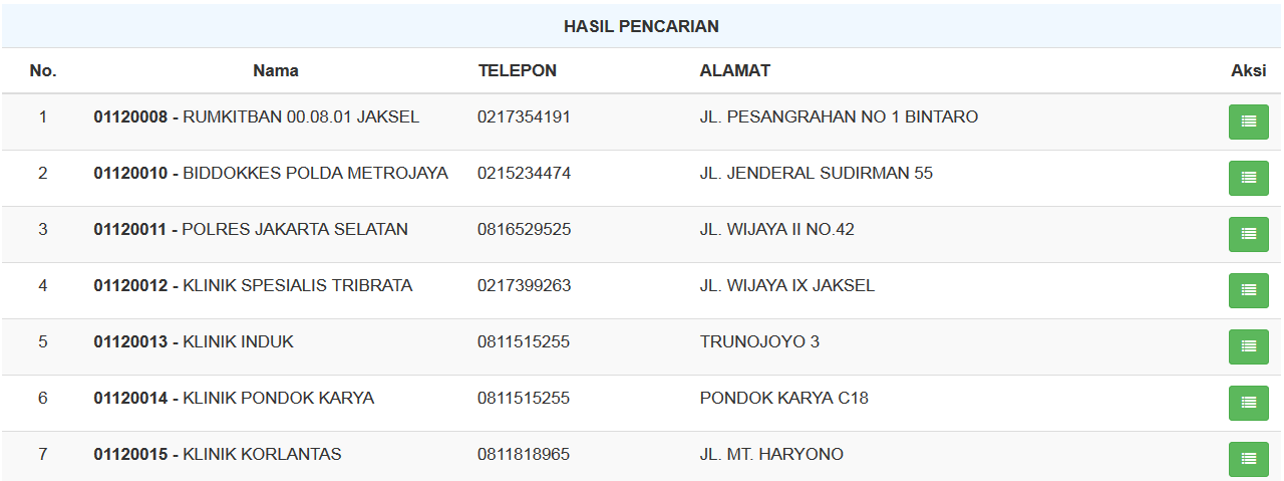 HASIL PENCARIAN
No. Nama TELEPON ALAMAT Aksi
1 01120008 - RUMKITBAN 00.08.01 JAKSEL 0217354191 JL. PESANGRAHAN NO 1 BINTARO
2 01120010 - BIDDOKKES POLDA METROJAYA 0215234474 JL. JENDERAL SUDIRMAN 55
3 01120011 - POLRES JAKARTA SELATAN 0816529525 JL. WIJAYA II NO.42
4 01120012 - KLINIK SPESIALIS TRIBRATA 0217399263 JL. WIJAYA IX JAKSEL
5 01120013 - KLINIK INDUK 0811515255 TRUNOJOYO 3
6 01120014 - KLINIK PONDOK KARYA 0811515255 PONDOK KARYA C18
7 01120015 - KLINIK KORLANTAS 0811818965 JL. MT. HARYONO